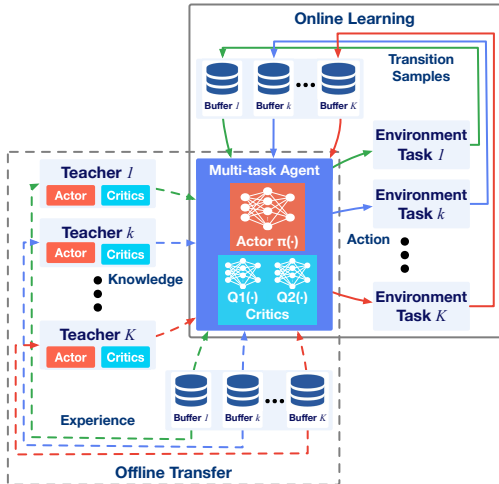 Online Learning
Transition
Samples
Buffer 1
Buffer k
Buffer K
Environment
Task 1
Environment
Task k
Action
Environment
Task K
Multi-task Agent
Actor π(·)
Q1(·)
Q2(·)
Critics
Teacher 1
Actor
Critics
Teacher k
Actor
Critics
Knowledge
Teacher K
Actor
Critics
Experience
Buffer 1
Buffer k
Buffer K
Offline Transfer